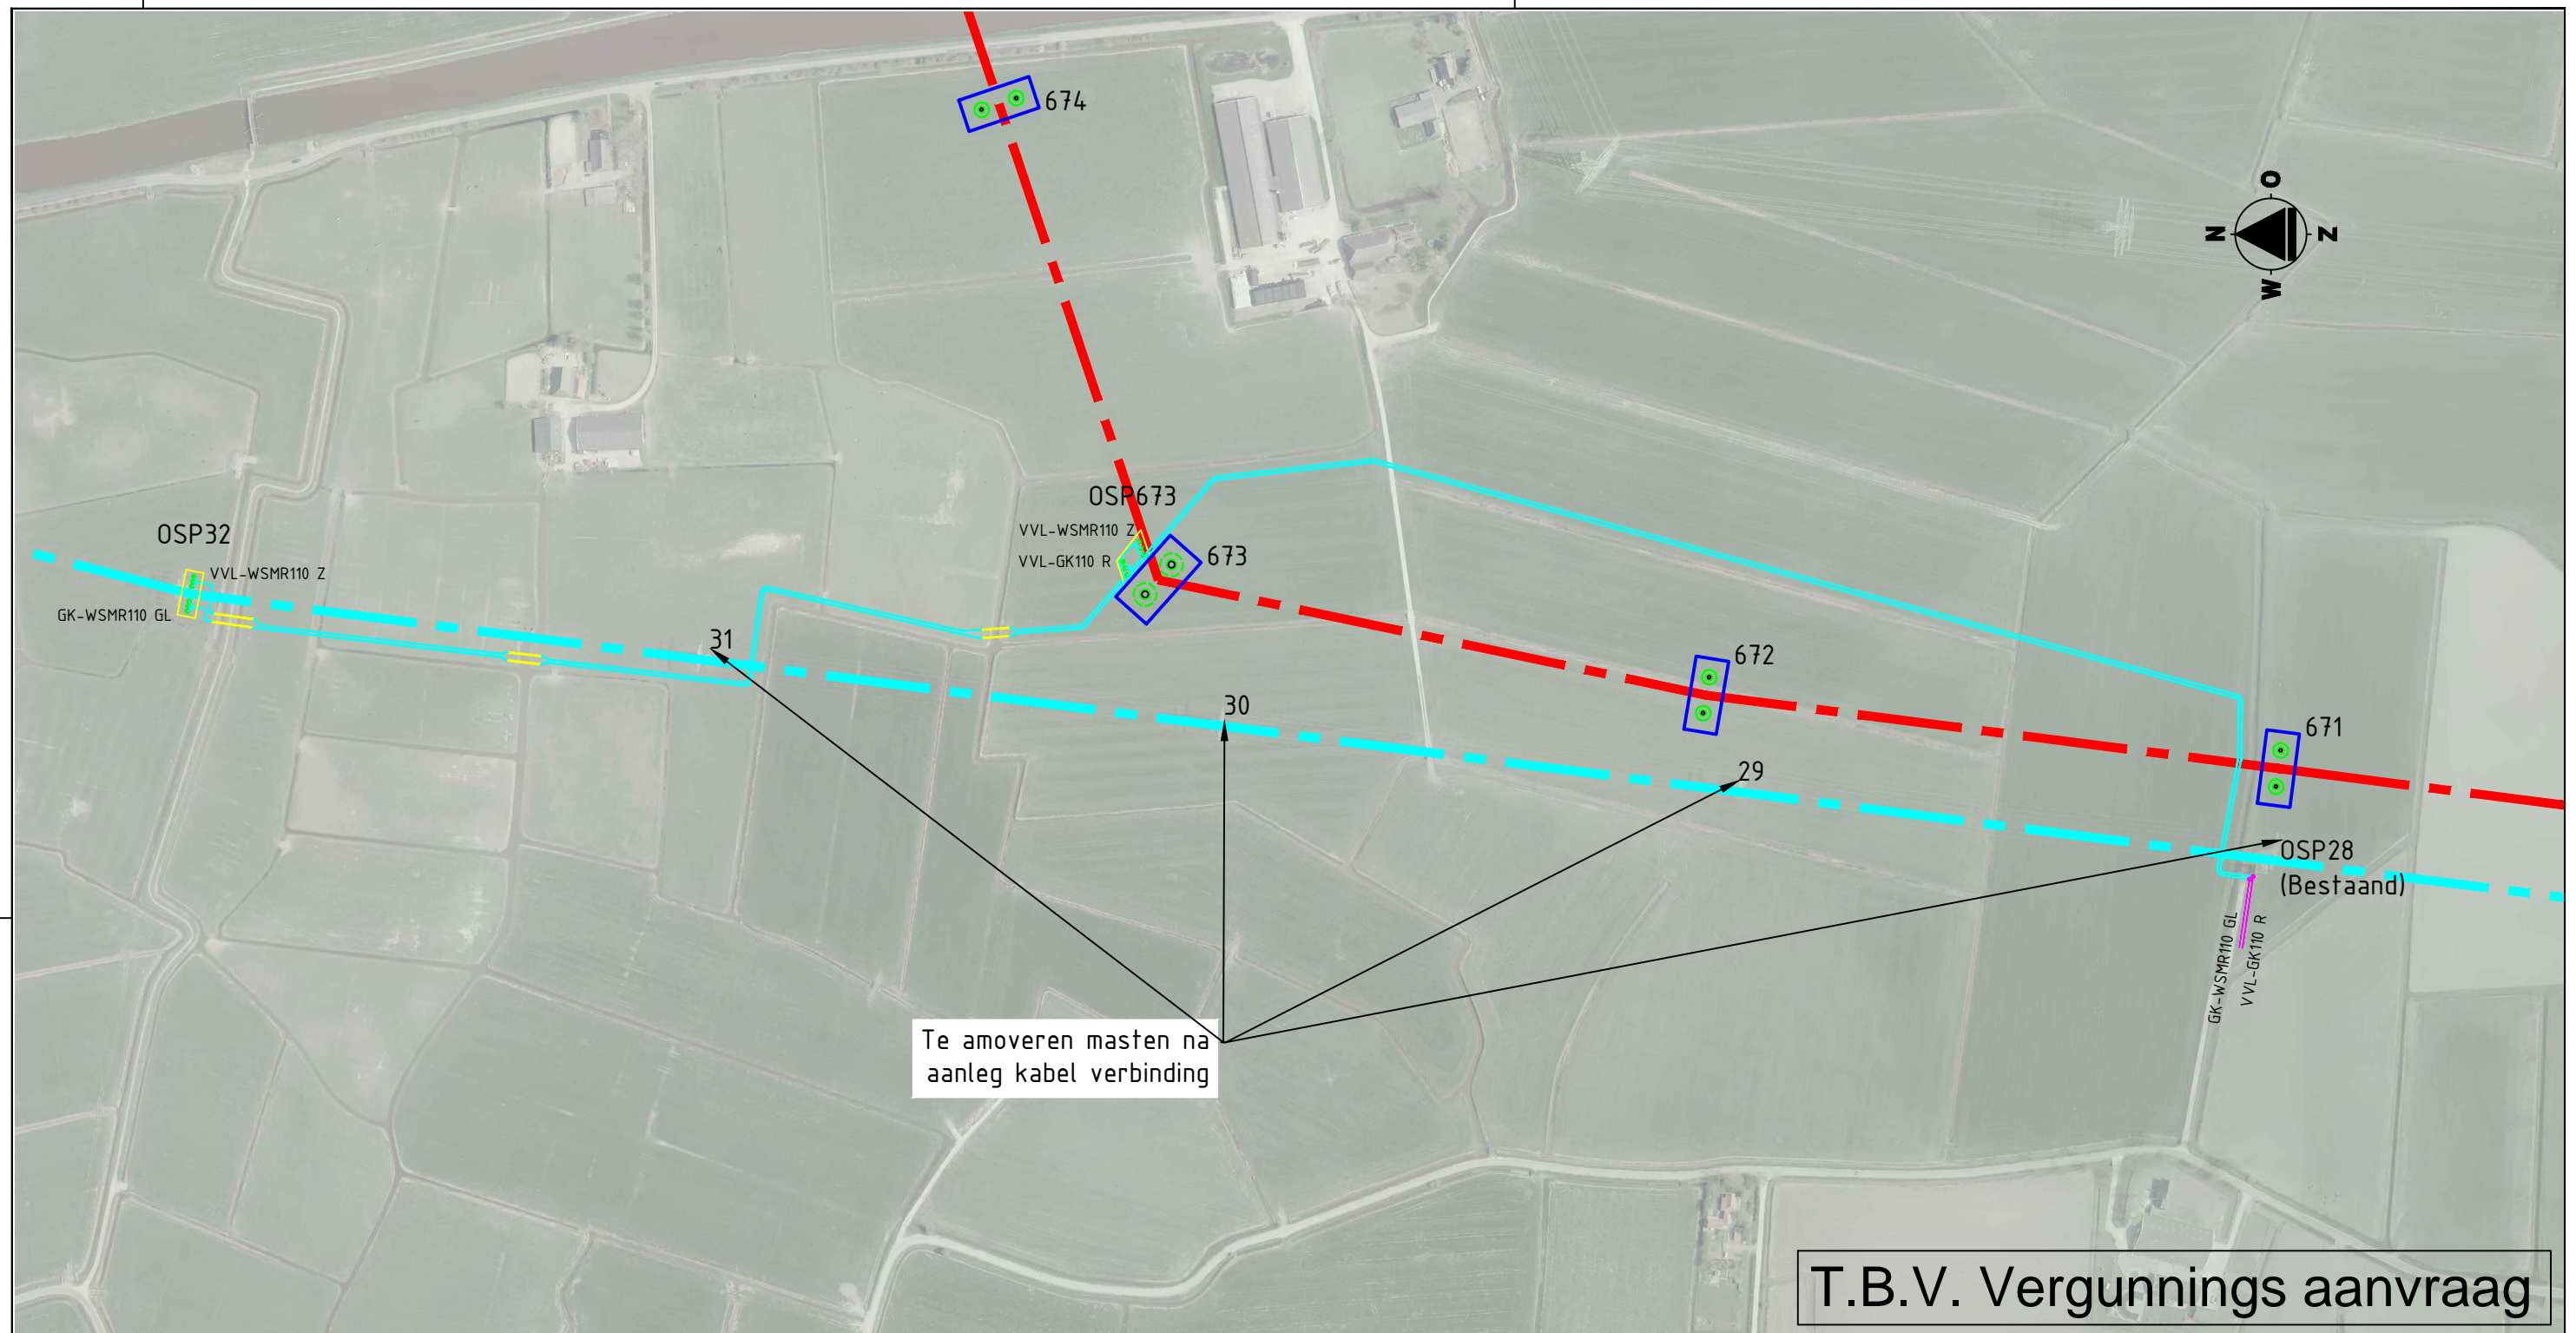 674
O
N
Z
W
OSP673
VVL-WSMR110 Z
VVL-GK110 R
673
OSP32
VVL-WSMR110 Z
GK-WSMR110 GL
31
672
30
29
671
OSP28
(Bestaand)
GK-WSMR110 GL
VVL-GK110 R
Te amoveren masten na
aanleg kabel verbinding
T.B.V. Vergunnings aanvraag